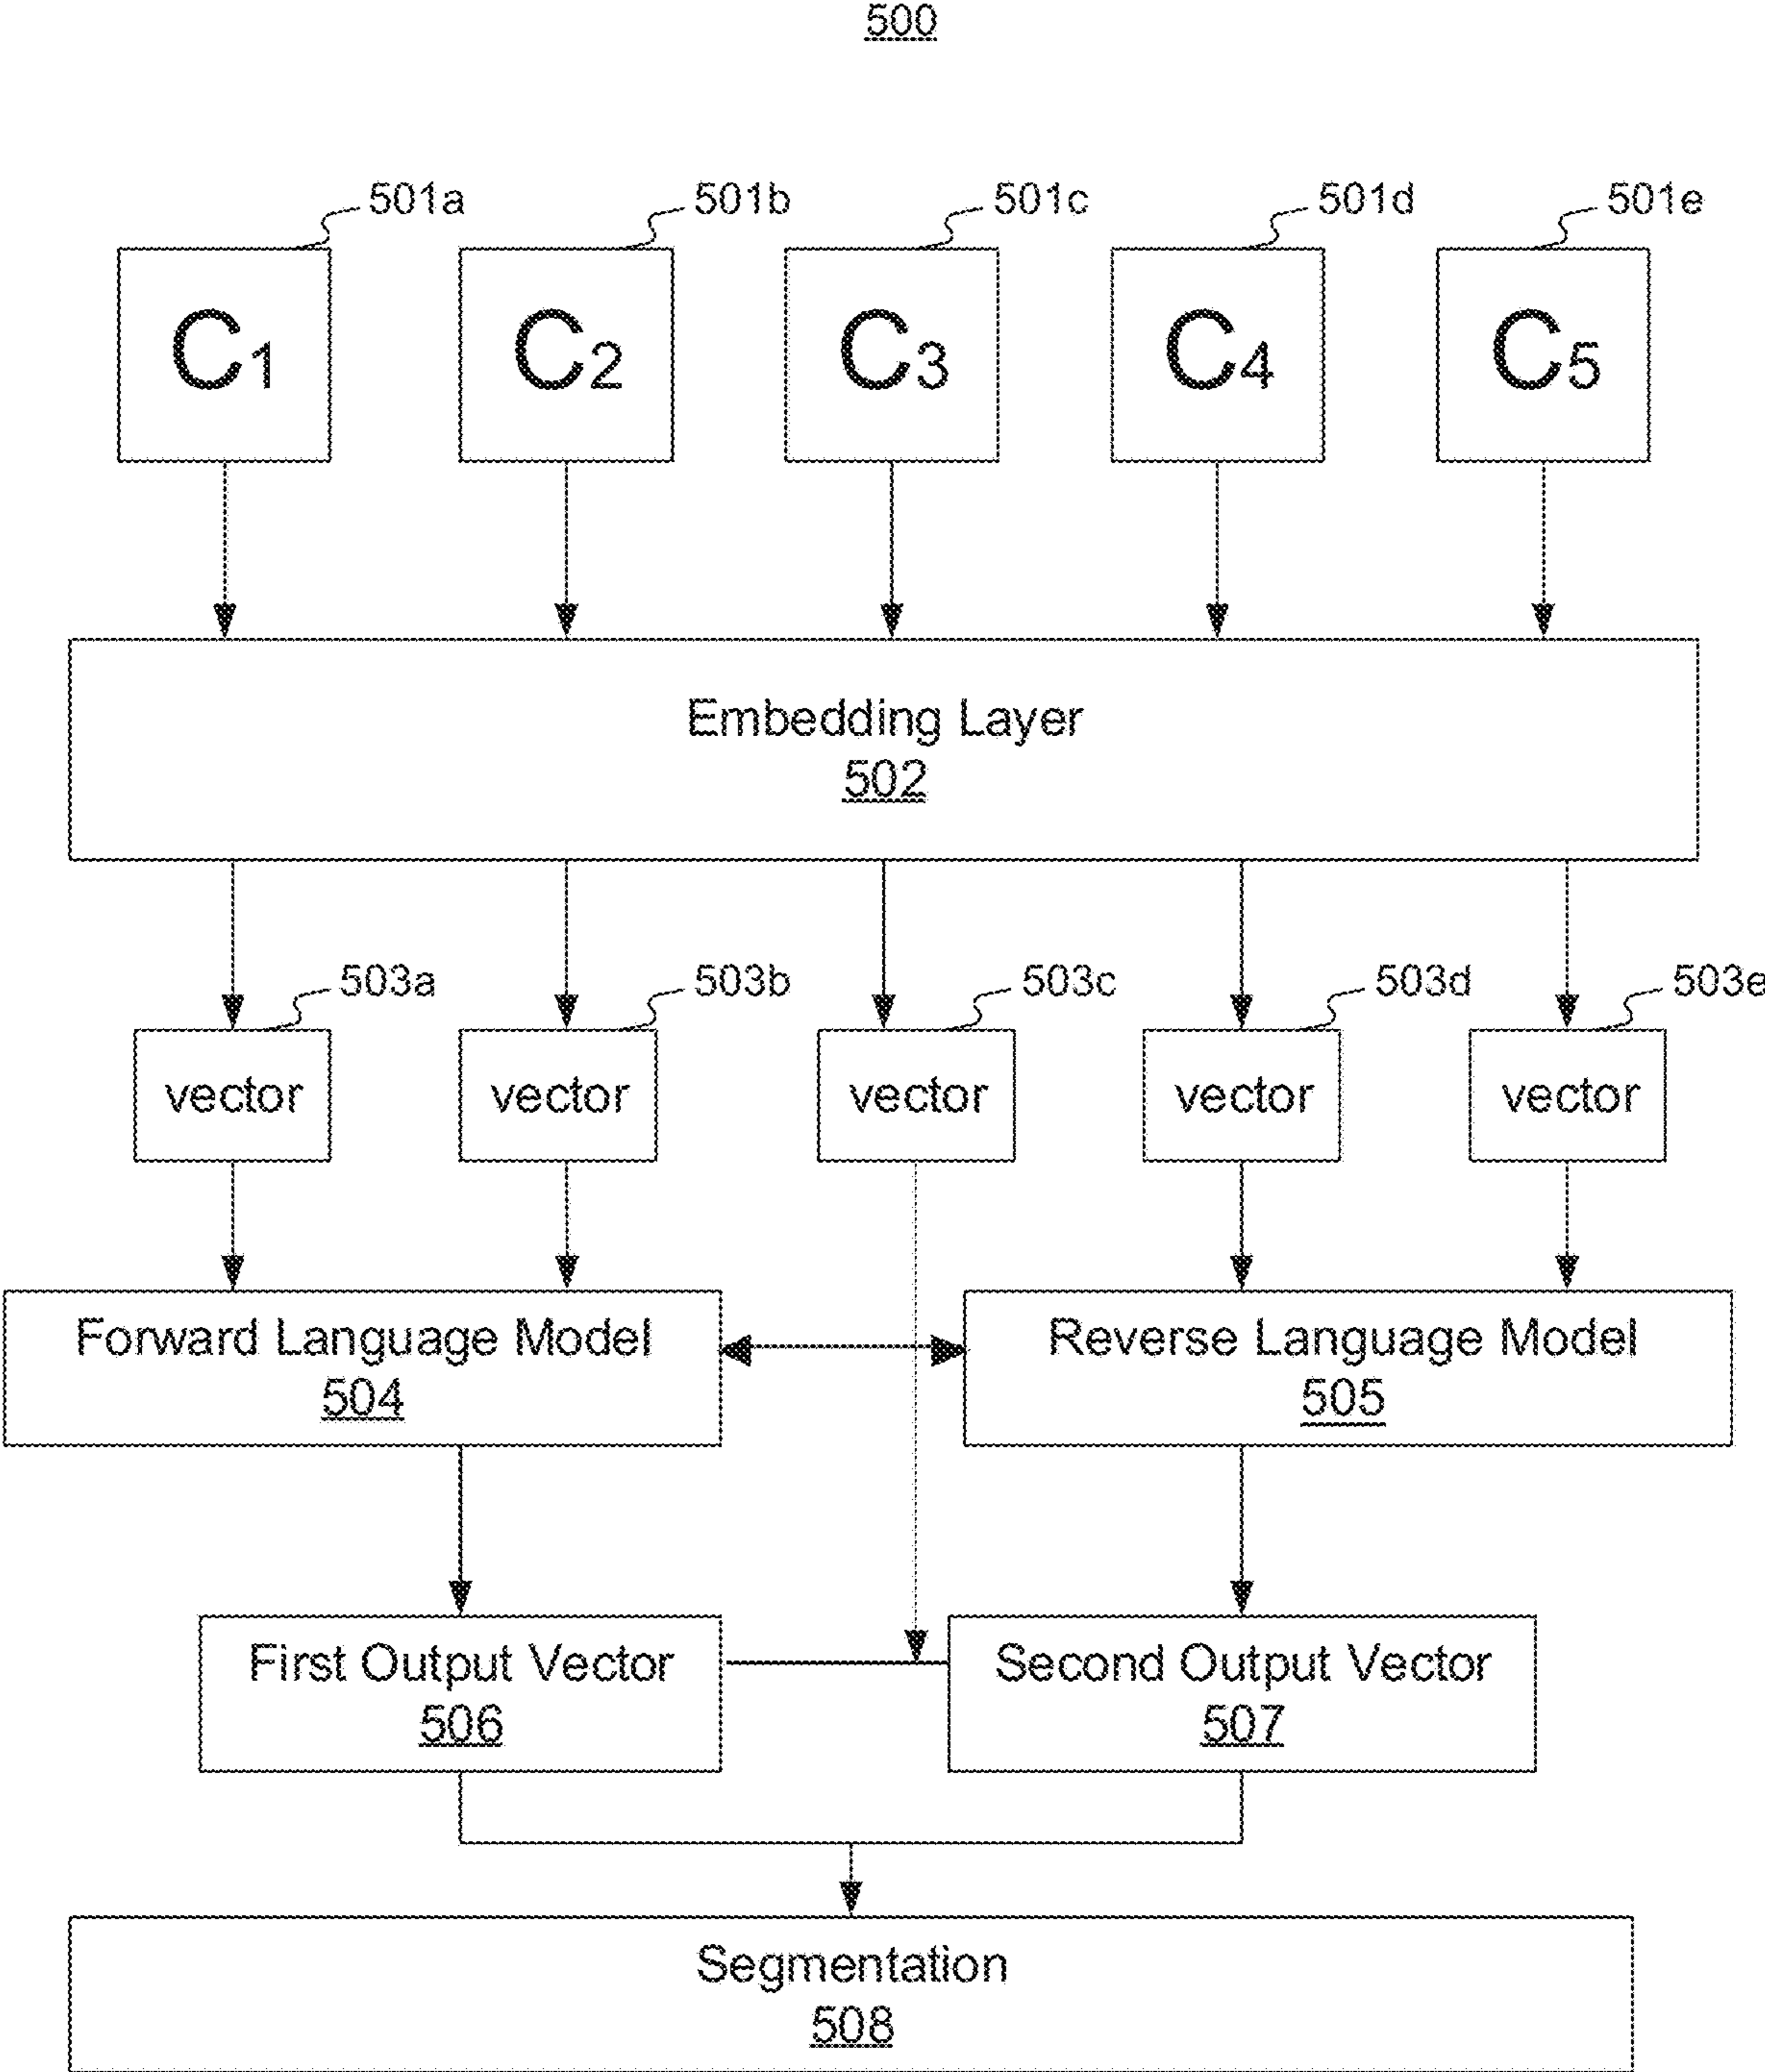 500
501a
501b
501c
501d
501e
C1
C2
C3
C4
C5
Embedding Layer
502
503a
503b
503c
503d
503e
vector
vector
vector
vector
vector
Forward Language Model
504
Reverse Language Model
505
First Output Vector
506
Second Output Vector
507
Segmentation
508